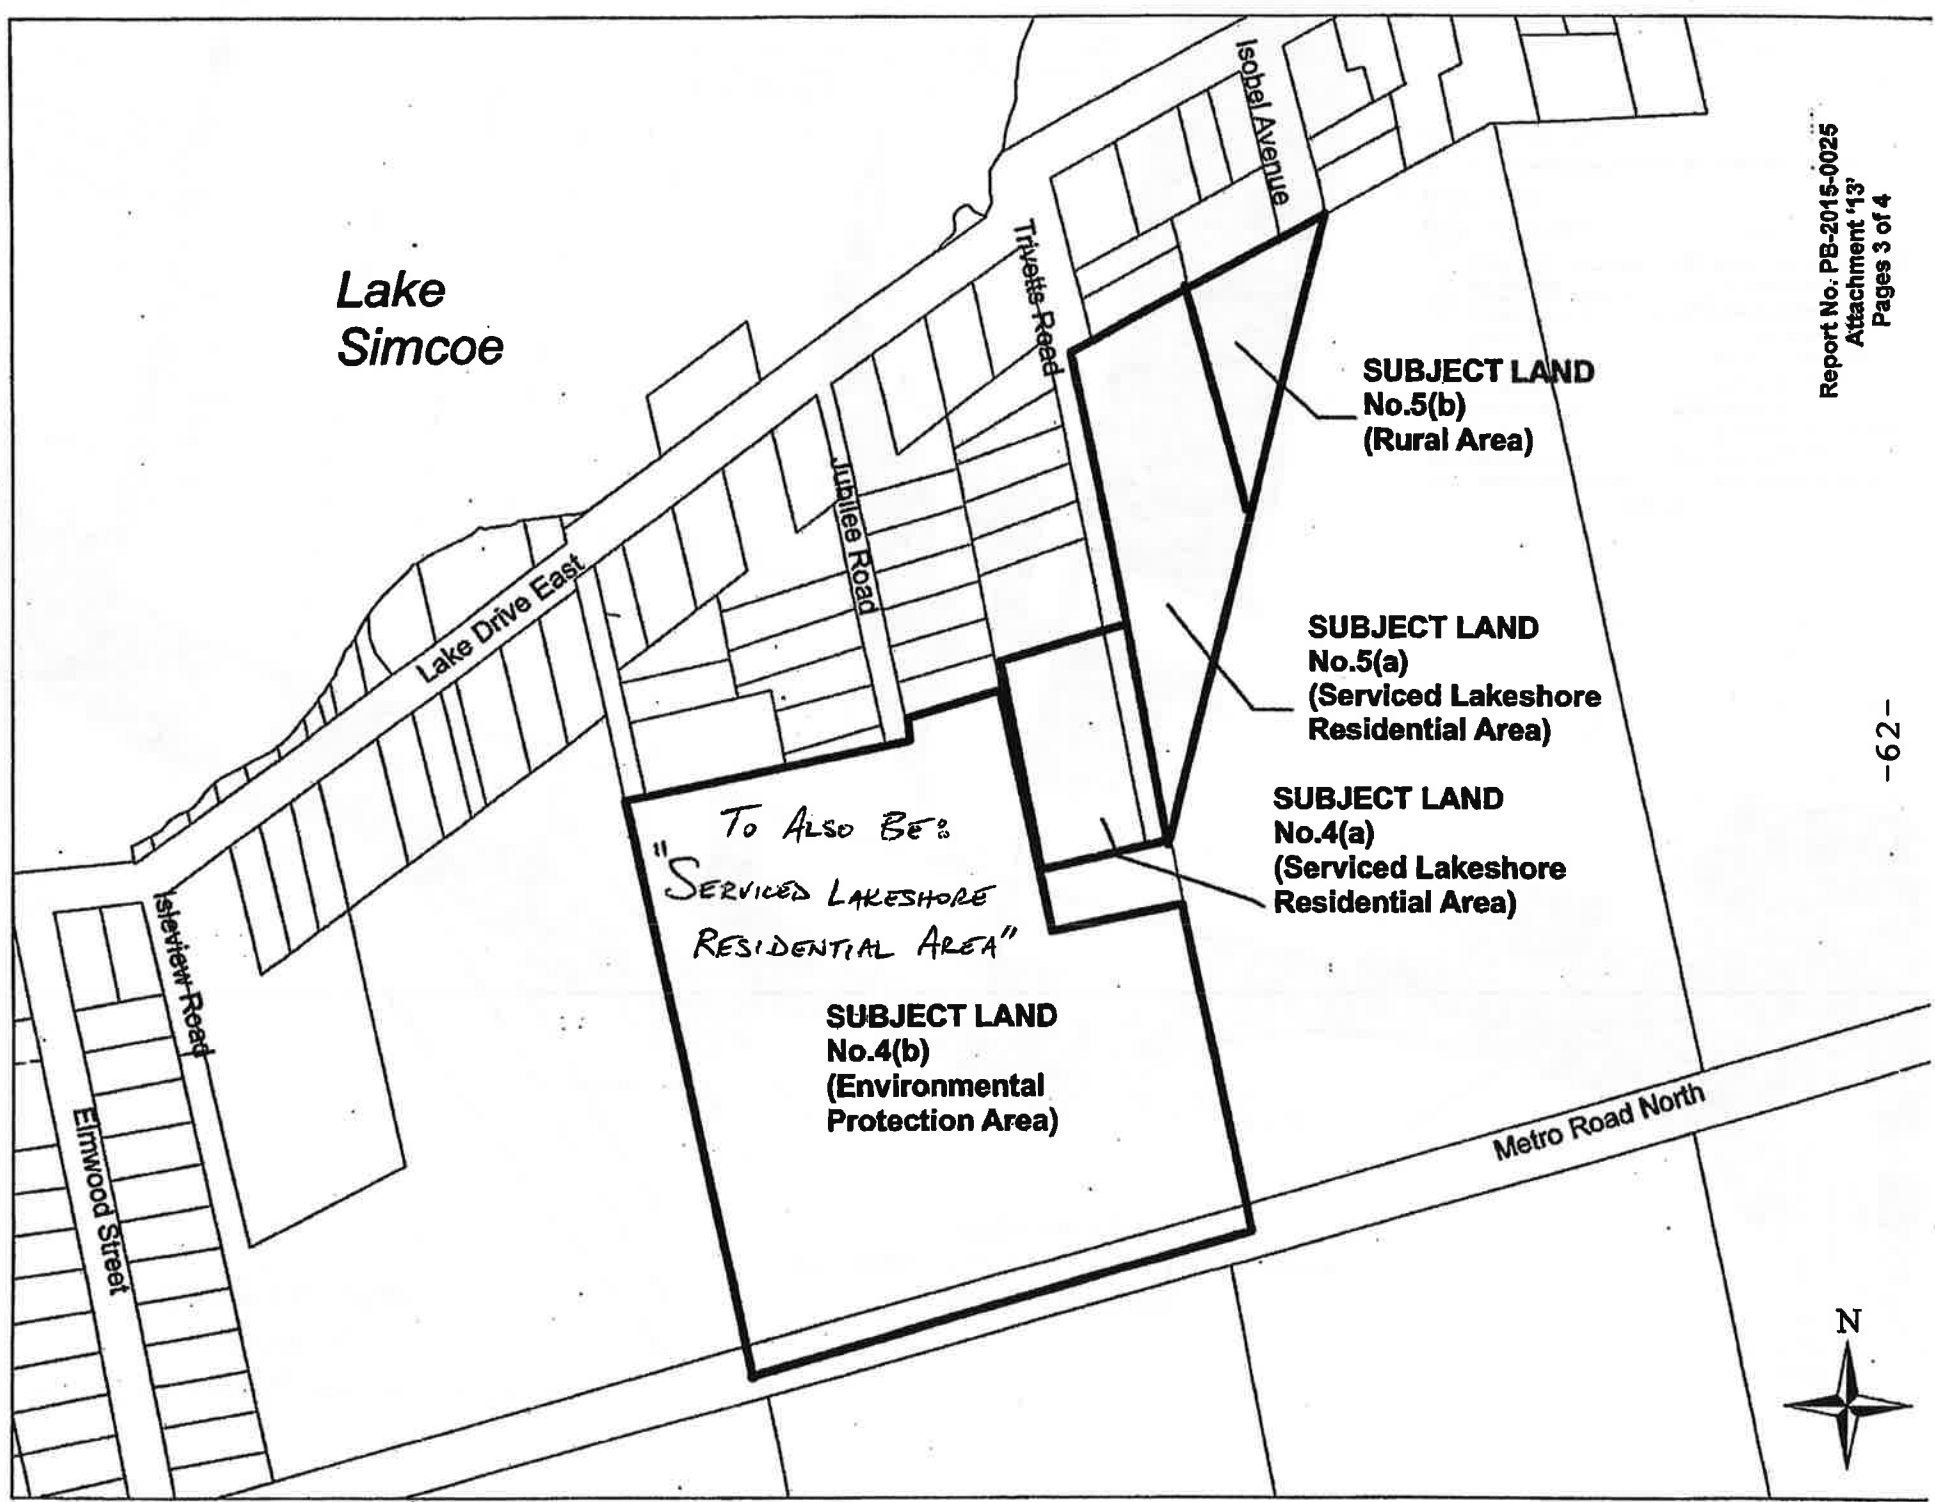 Lake
Simcoe
Isobel Avenue
Trivetts Road
Jubilee Road
Lake Drive East
Isleview Road
Elmwood Street
Metro Road North
SUBJECT LAND
No.5(b)
(Rural Area)
SUBJECT LAND
No.5(a)
(Serviced Lakeshore
Residential Area)
SUBJECT LAND
No.4(a)
(Serviced Lakeshore
Residential Area)
TO ALSO BE:
"SERVICED LAKESHORE
RESIDENTIAL AREA"
SUBJECT LAND
No.4(b)
(Environmental
Protection Area)
Report No. PB-2015-0025
Attachment '13'
Pages 3 of 4
-62-
N